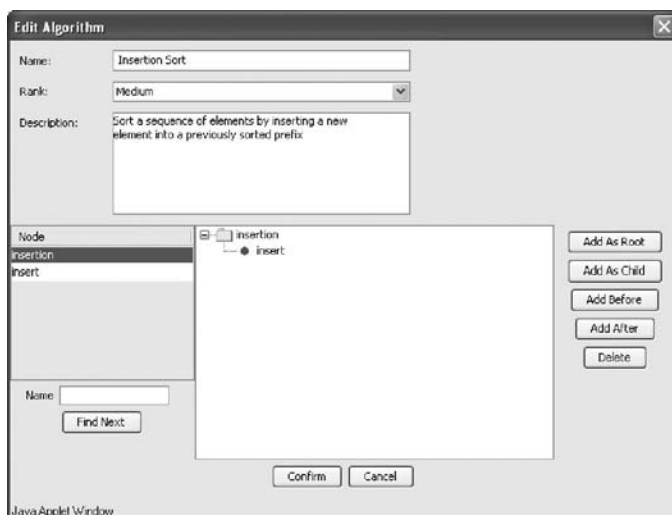 Edit Algorithm
Name: Insertion Sort
Rank: Medium
Description: Sort a sequence of elements by inserting a new
element into a previously sorted prefix
Node
insertion
insert
insertion
insert
Add As Root
Add As Child
Add Before
Add After
Delete
Name
Find Next
Confirm Cancel
Java Applet Window